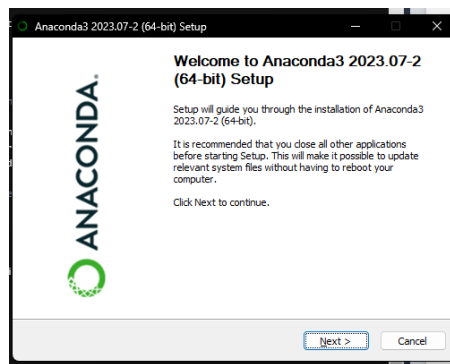 Anaconda3 2023.07-2 (64-bit) Setup
Welcome to Anaconda3 2023.07-2
(64-bit) Setup
Setup will guide you through the installation of Anaconda3
2023.07-2 (64-bit).
It is recommended that you close all other applications
before starting Setup. This will make it possible to update
relevant system files without having to reboot your
computer.
Click Next to continue.
ANACONDA.
Next >
Cancel